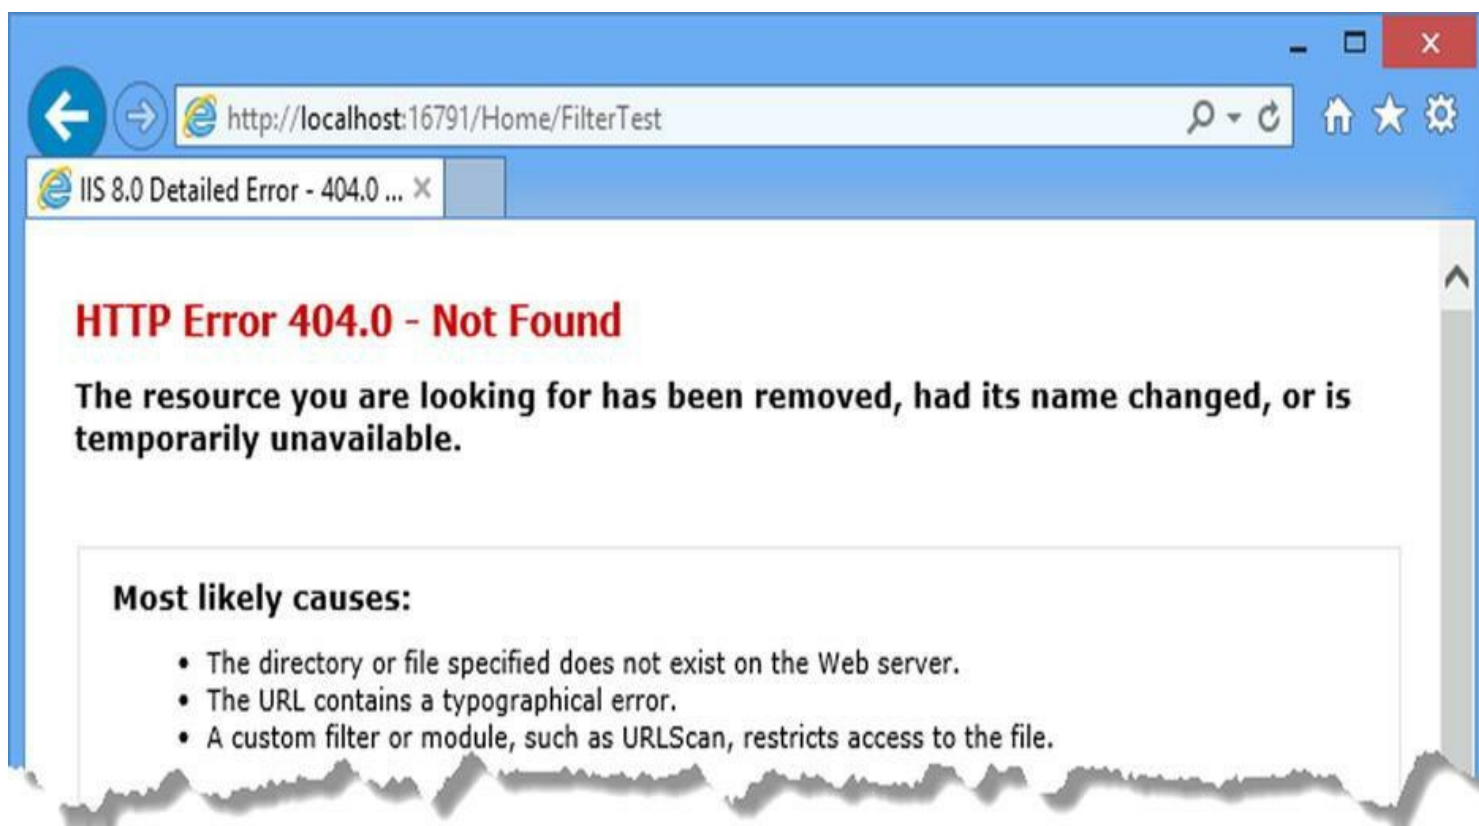 http://localhost:16791/Home/FilterTest
IIS 8.0 Detailed Error - 404.0 ...
HTTP Error 404.0 - Not Found
The resource you are looking for has been removed, had its name changed, or is
temporarily unavailable.
Most likely causes:
• The directory or file specified does not exist on the Web server.
• The URL contains a typographical error.
• A custom filter or module, such as URLScan, restricts access to the file.